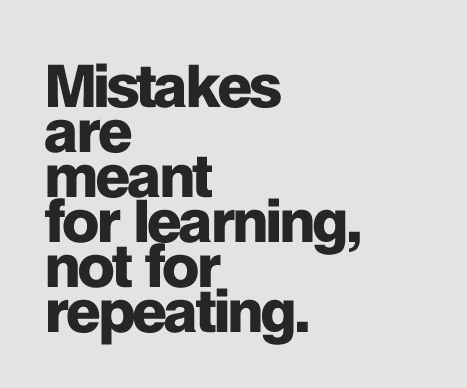 Mistakes
are
meant
for learning,
not for
repeating.